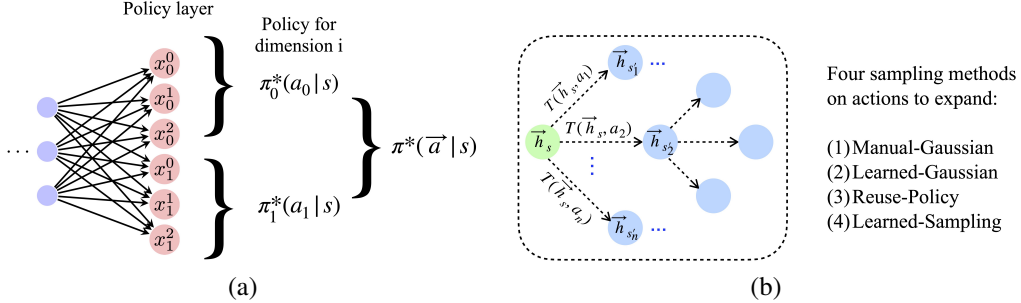 Policy layer
Policy for
dimension i
x_0^0
x_0^1
x_0^2
x_1^0
x_1^1
x_1^2
...
π_0^*(a_0|s)
π_1^*(a_1|s)
π*(a⃗|s)
(a)
h⃗_s
T(h⃗_s, a_1)
T(h⃗_s, a_2)
T(h⃗_s, a_n)
h⃗_{s'_1} ...
h⃗_{s'_2}
⋮
h⃗_{s'_n} ...
(b)
Four sampling methods
on actions to expand:
(1) Manual-Gaussian
(2) Learned-Gaussian
(3) Reuse-Policy
(4) Learned-Sampling